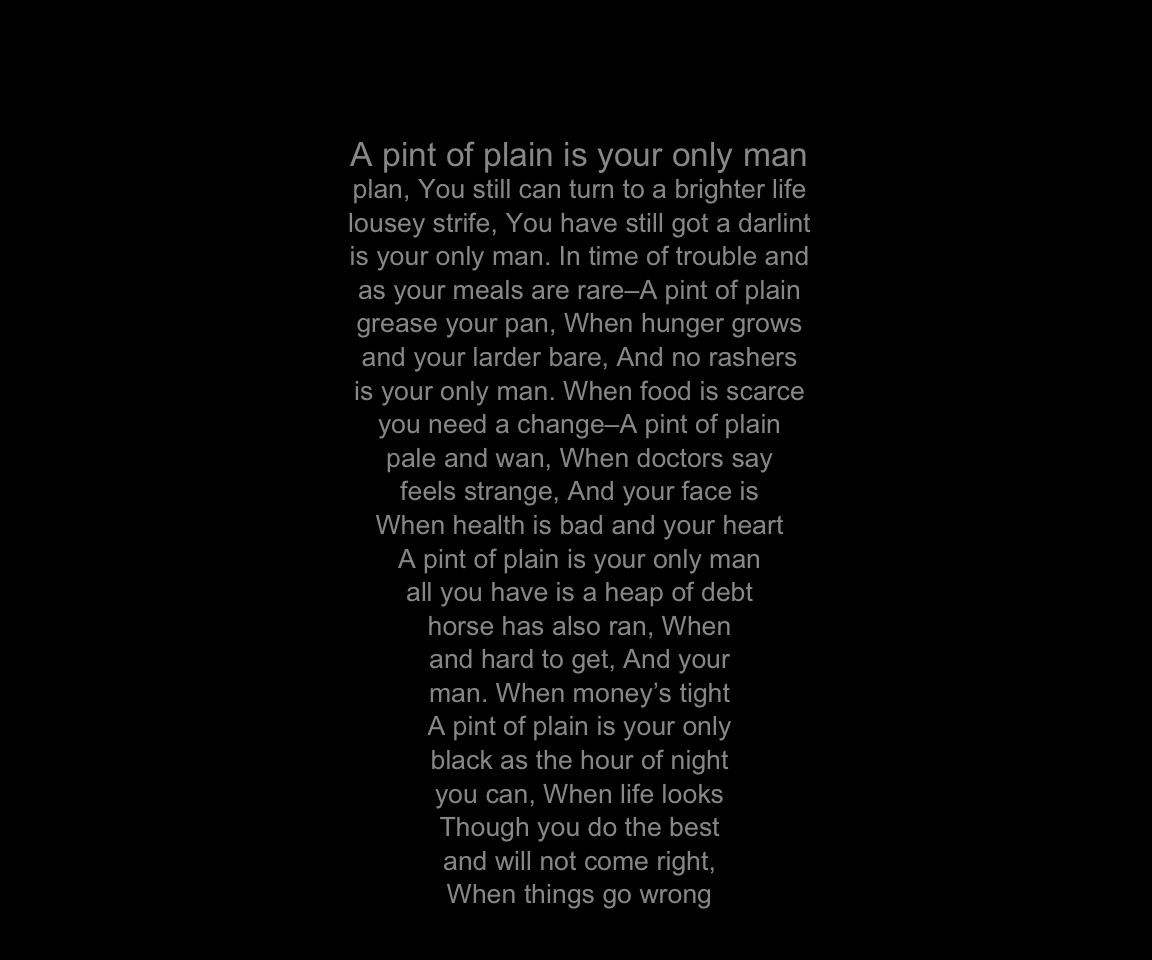 A pint of plain is your only man
plan, You still can turn to a brighter life
lousey strife, You have still got a darlint
is your only man. In time of trouble and
as your meals are rare–A pint of plain
grease your pan, When hunger grows
and your larder bare, And no rashers
is your only man. When food is scarce
you need a change–A pint of plain
pale and wan, When doctors say
feels strange, And your face is
When health is bad and your heart
A pint of plain is your only man
all you have is a heap of debt
horse has also ran, When
and hard to get, And your
man. When money’s tight
A pint of plain is your only
black as the hour of night
you can, When life looks
Though you do the best
and will not come right,
When things go wrong